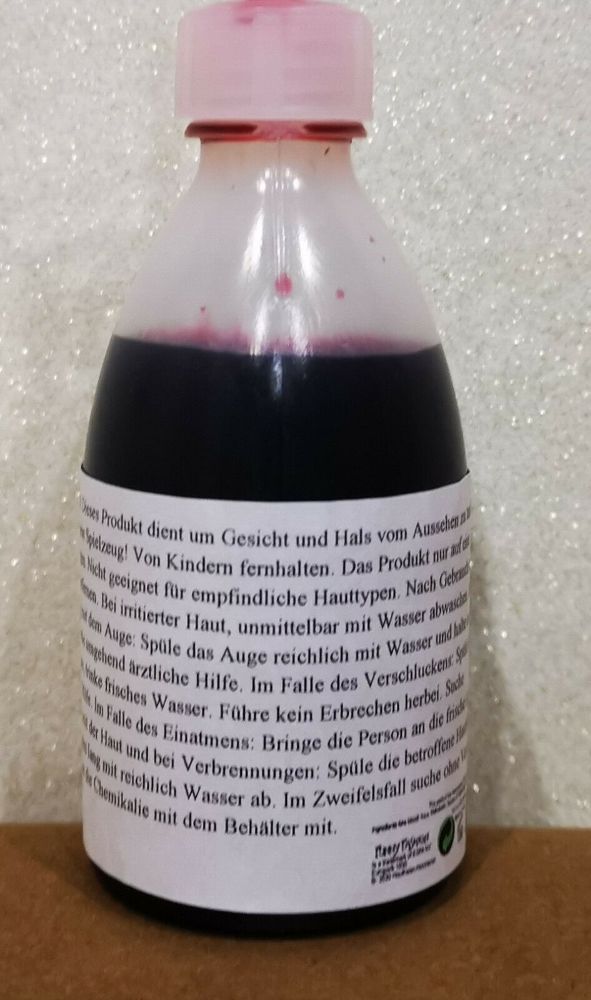 Dieses Produkt dient um Gesicht und Hals vom Aussehen zu
Spielzeug! Von Kindern fernhalten. Das Produkt nur auf
Nicht geeignet für empfindliche Hauttypen. Nach
Bei irritierter Haut, unmittelbar mit Wasser abwaschen
dem Auge: Spüle das Auge reichlich mit Wasser und
umgehend ärztliche Hilfe. Im Falle des Verschluckens:
frisches Wasser. Führe kein Erbrechen herbei. Suche
Im Falle des Einatmens: Bringe die Person an die
der Haut und bei Verbrennungen: Spüle die betroffene
mit reichlich Wasser ab. Im Zweifelsfall suche ohne
die Chemikalie mit dem Behälter mit.